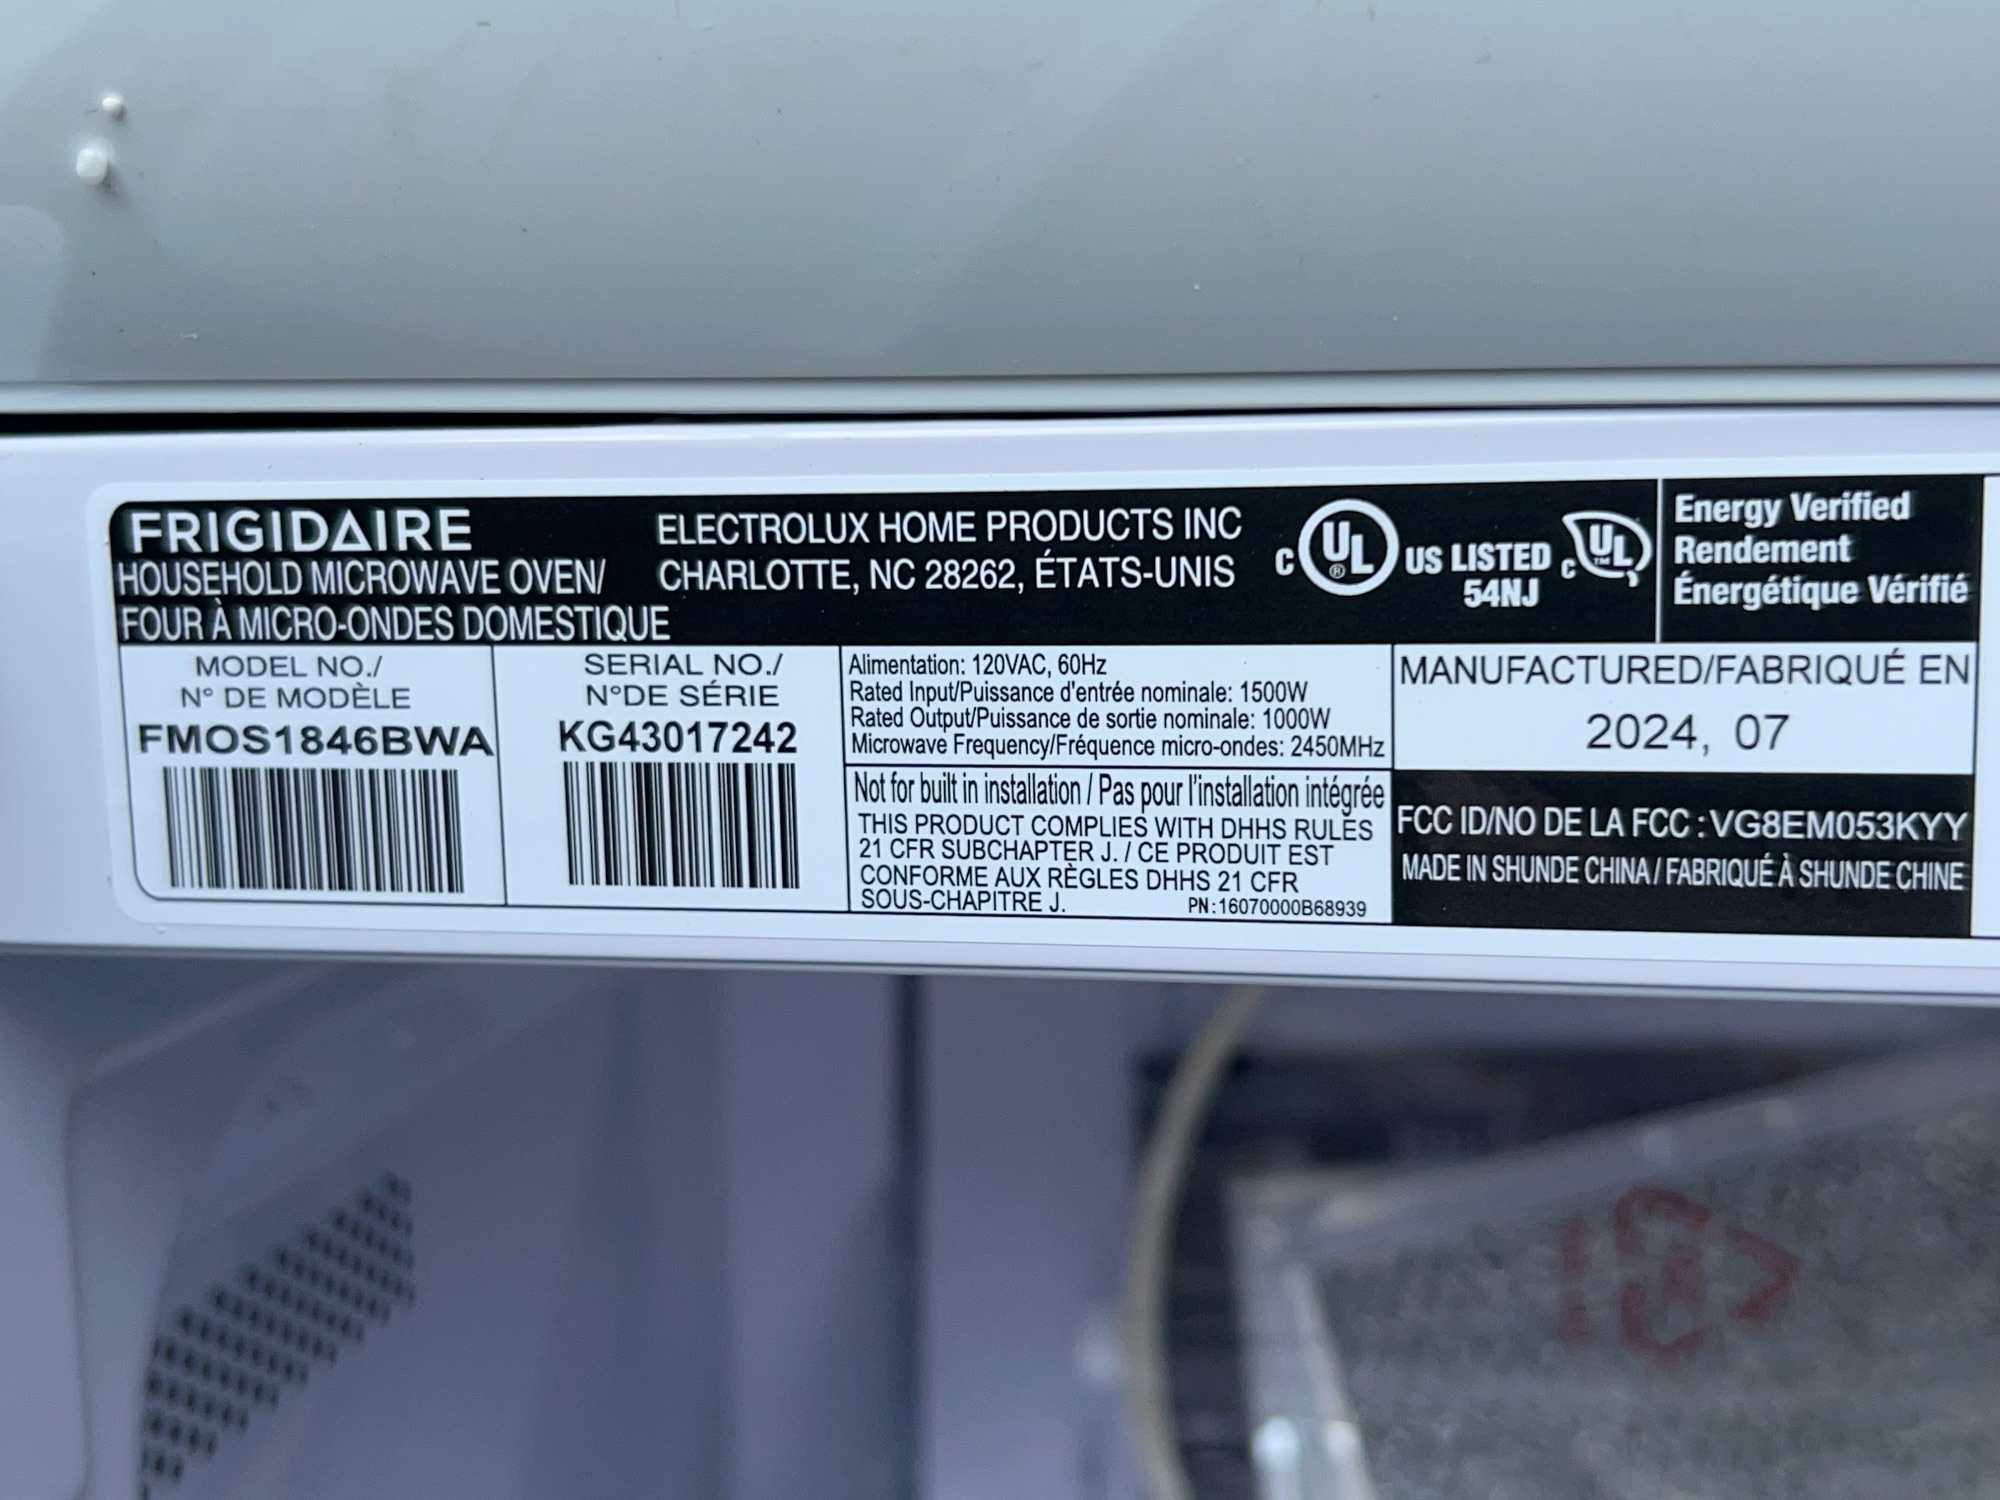 FRIGIDAIRE
HOUSEHOLD MICROWAVE OVEN/
FOUR À MICRO-ONDES DOMESTIQUE
ELECTROLUX HOME PRODUCTS INC
CHARLOTTE, NC 28262, ÉTATS-UNIS
C UL ® US LISTED
54NJ
C UL ™
Energy Verified
Rendement
Énergétique Vérifié
MODEL NO./
N° DE MODÈLE
FMOS1846BWA
SERIAL NO./
N°DE SÉRIE
KG43017242
Alimentation: 120VAC, 60Hz
Rated Input/Puissance d'entrée nominale: 1500W
Rated Output/Puissance de sortie nominale: 1000W
Microwave Frequency/Fréquence micro-ondes: 2450MHz
Not for built in installation / Pas pour l'installation intégrée
THIS PRODUCT COMPLIES WITH DHHS RULES
21 CFR SUBCHAPTER J. / CE PRODUIT EST
CONFORME AUX RÈGLES DHHS 21 CFR
SOUS-CHAPITRE J.
PN:16070000B68939
MANUFACTURED/FABRIQUÉ EN
2024, 07
FCC ID/NO DE LA FCC:VG8EM053KYY
MADE IN SHUNDE CHINA / FABRIQUÉ À SHUNDE CHINE